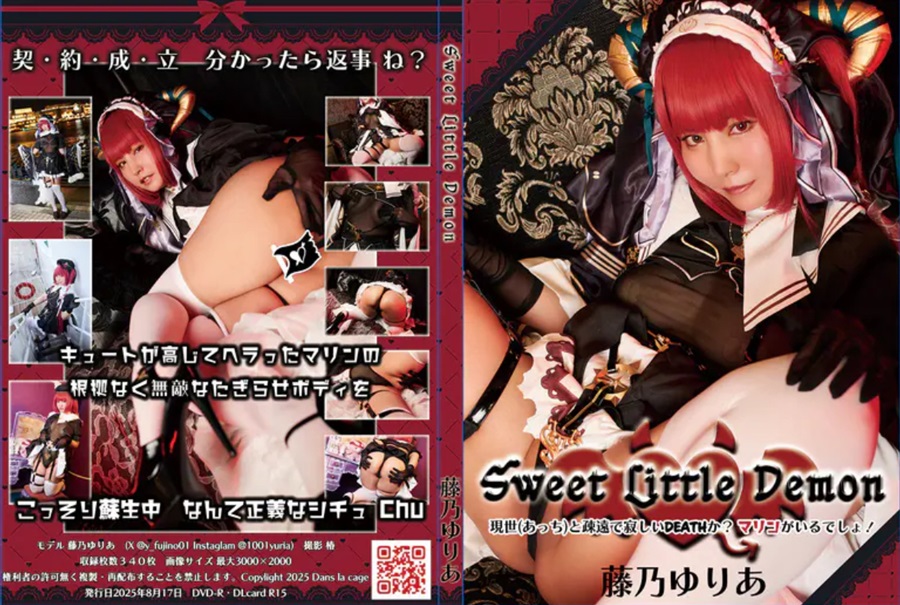 契・約・成・立 分かったら返事 ね？
キュートが高じてヘラったマリンの
根拠なく無敵なたぎらせボディを
こっそり蘇生中 なんて正義なシチュ Chu
モデル 藤乃ゆりあ （X @y_fujino01 Instaglam @1001yuria） 撮影 椿
収録枚数３４０枚 画像サイズ 最大3000×2000
権利者の許可無く複製・再配布することを禁止します。Copyright 2025 Dans la cage
発行日2025年8月17日 DVD-R・DLcard R15
Sweet Little Demon
藤乃ゆりあ
Sweet Little Demon
現世(あっち)と疎遠で寂しいDEATHか？ マリコがいるでしょ！
藤乃ゆりあ